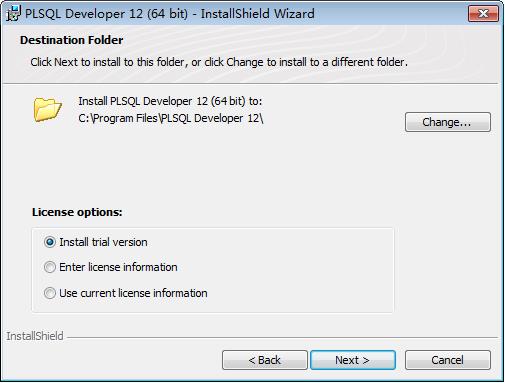 PLSQL Developer 12 (64 bit) - InstallShield Wizard
Destination Folder
Click Next to install to this folder, or click Change to install to a different folder.
Install PLSQL Developer 12 (64 bit) to:
C:\Program Files\PLSQL Developer 12\
Change...
License options:
Install trial version
Enter license information
Use current license information
InstallShield
< Back
Next >
Cancel